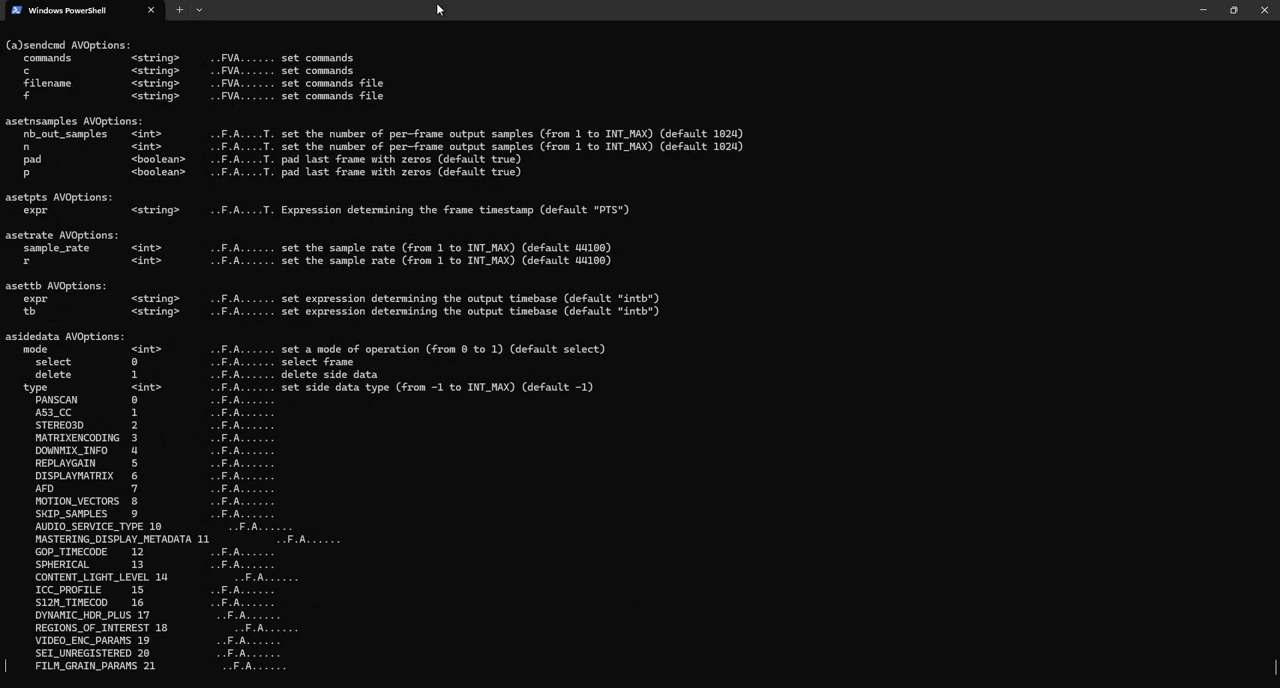 Windows PowerShell
(a)sendcmd AVOptions:
commands <string> ..FVA...... set commands
c <string> ..FVA...... set commands
filename <string> ..FVA...... set commands file
f <string> ..FVA...... set commands file
asetnsamples AVOptions:
nb_out_samples <int> ..F.A....T. set the number of per-frame output samples (from 1 to INT_MAX) (default 1024)
n <int> ..F.A....T. set the number of per-frame output samples (from 1 to INT_MAX) (default 1024)
pad <boolean> ..F.A....T. pad last frame with zeros (default true)
p <boolean> ..F.A....T. pad last frame with zeros (default true)
asetpts AVOptions:
expr <string> ..F.A....T. Expression determining the frame timestamp (default "PTS")
asetrate AVOptions:
sample_rate <int> ..F.A...... set the sample rate (from 1 to INT_MAX) (default 44100)
r <int> ..F.A...... set the sample rate (from 1 to INT_MAX) (default 44100)
asettb AVOptions:
expr <string> ..F.A...... set expression determining the output timebase (default "intb")
tb <string> ..F.A...... set expression determining the output timebase (default "intb")
asidedata AVOptions:
mode <int> ..F.A...... set a mode of operation (from 0 to 1) (default select)
select 0 ..F.A...... select frame
delete 1 ..F.A...... delete side data
type <int> ..F.A...... set side data type (from -1 to INT_MAX) (default -1)
PANSCAN 0 ..F.A......
A53_CC 1 ..F.A......
STEREO3D 2 ..F.A......
MATRIXENCODING 3 ..F.A......
DOWNMIX_INFO 4 ..F.A......
REPLAYGAIN 5 ..F.A......
DISPLAYMATRIX 6 ..F.A......
AFD 7 ..F.A......
MOTION_VECTORS 8 ..F.A......
SKIP_SAMPLES 9 ..F.A......
AUDIO_SERVICE_TYPE 10 ..F.A......
MASTERING_DISPLAY_METADATA 11 ..F.A......
GOP_TIMECODE 12 ..F.A......
SPHERICAL 13 ..F.A......
CONTENT_LIGHT_LEVEL 14 ..F.A......
ICC_PROFILE 15 ..F.A......
S12M_TIMECOD 16 ..F.A......
DYNAMIC_HDR_PLUS 17 ..F.A......
REGIONS_OF_INTEREST 18 ..F.A......
VIDEO_ENC_PARAMS 19 ..F.A......
SEI_UNREGISTERED 20 ..F.A......
FILM_GRAIN_PARAMS 21 ..F.A......